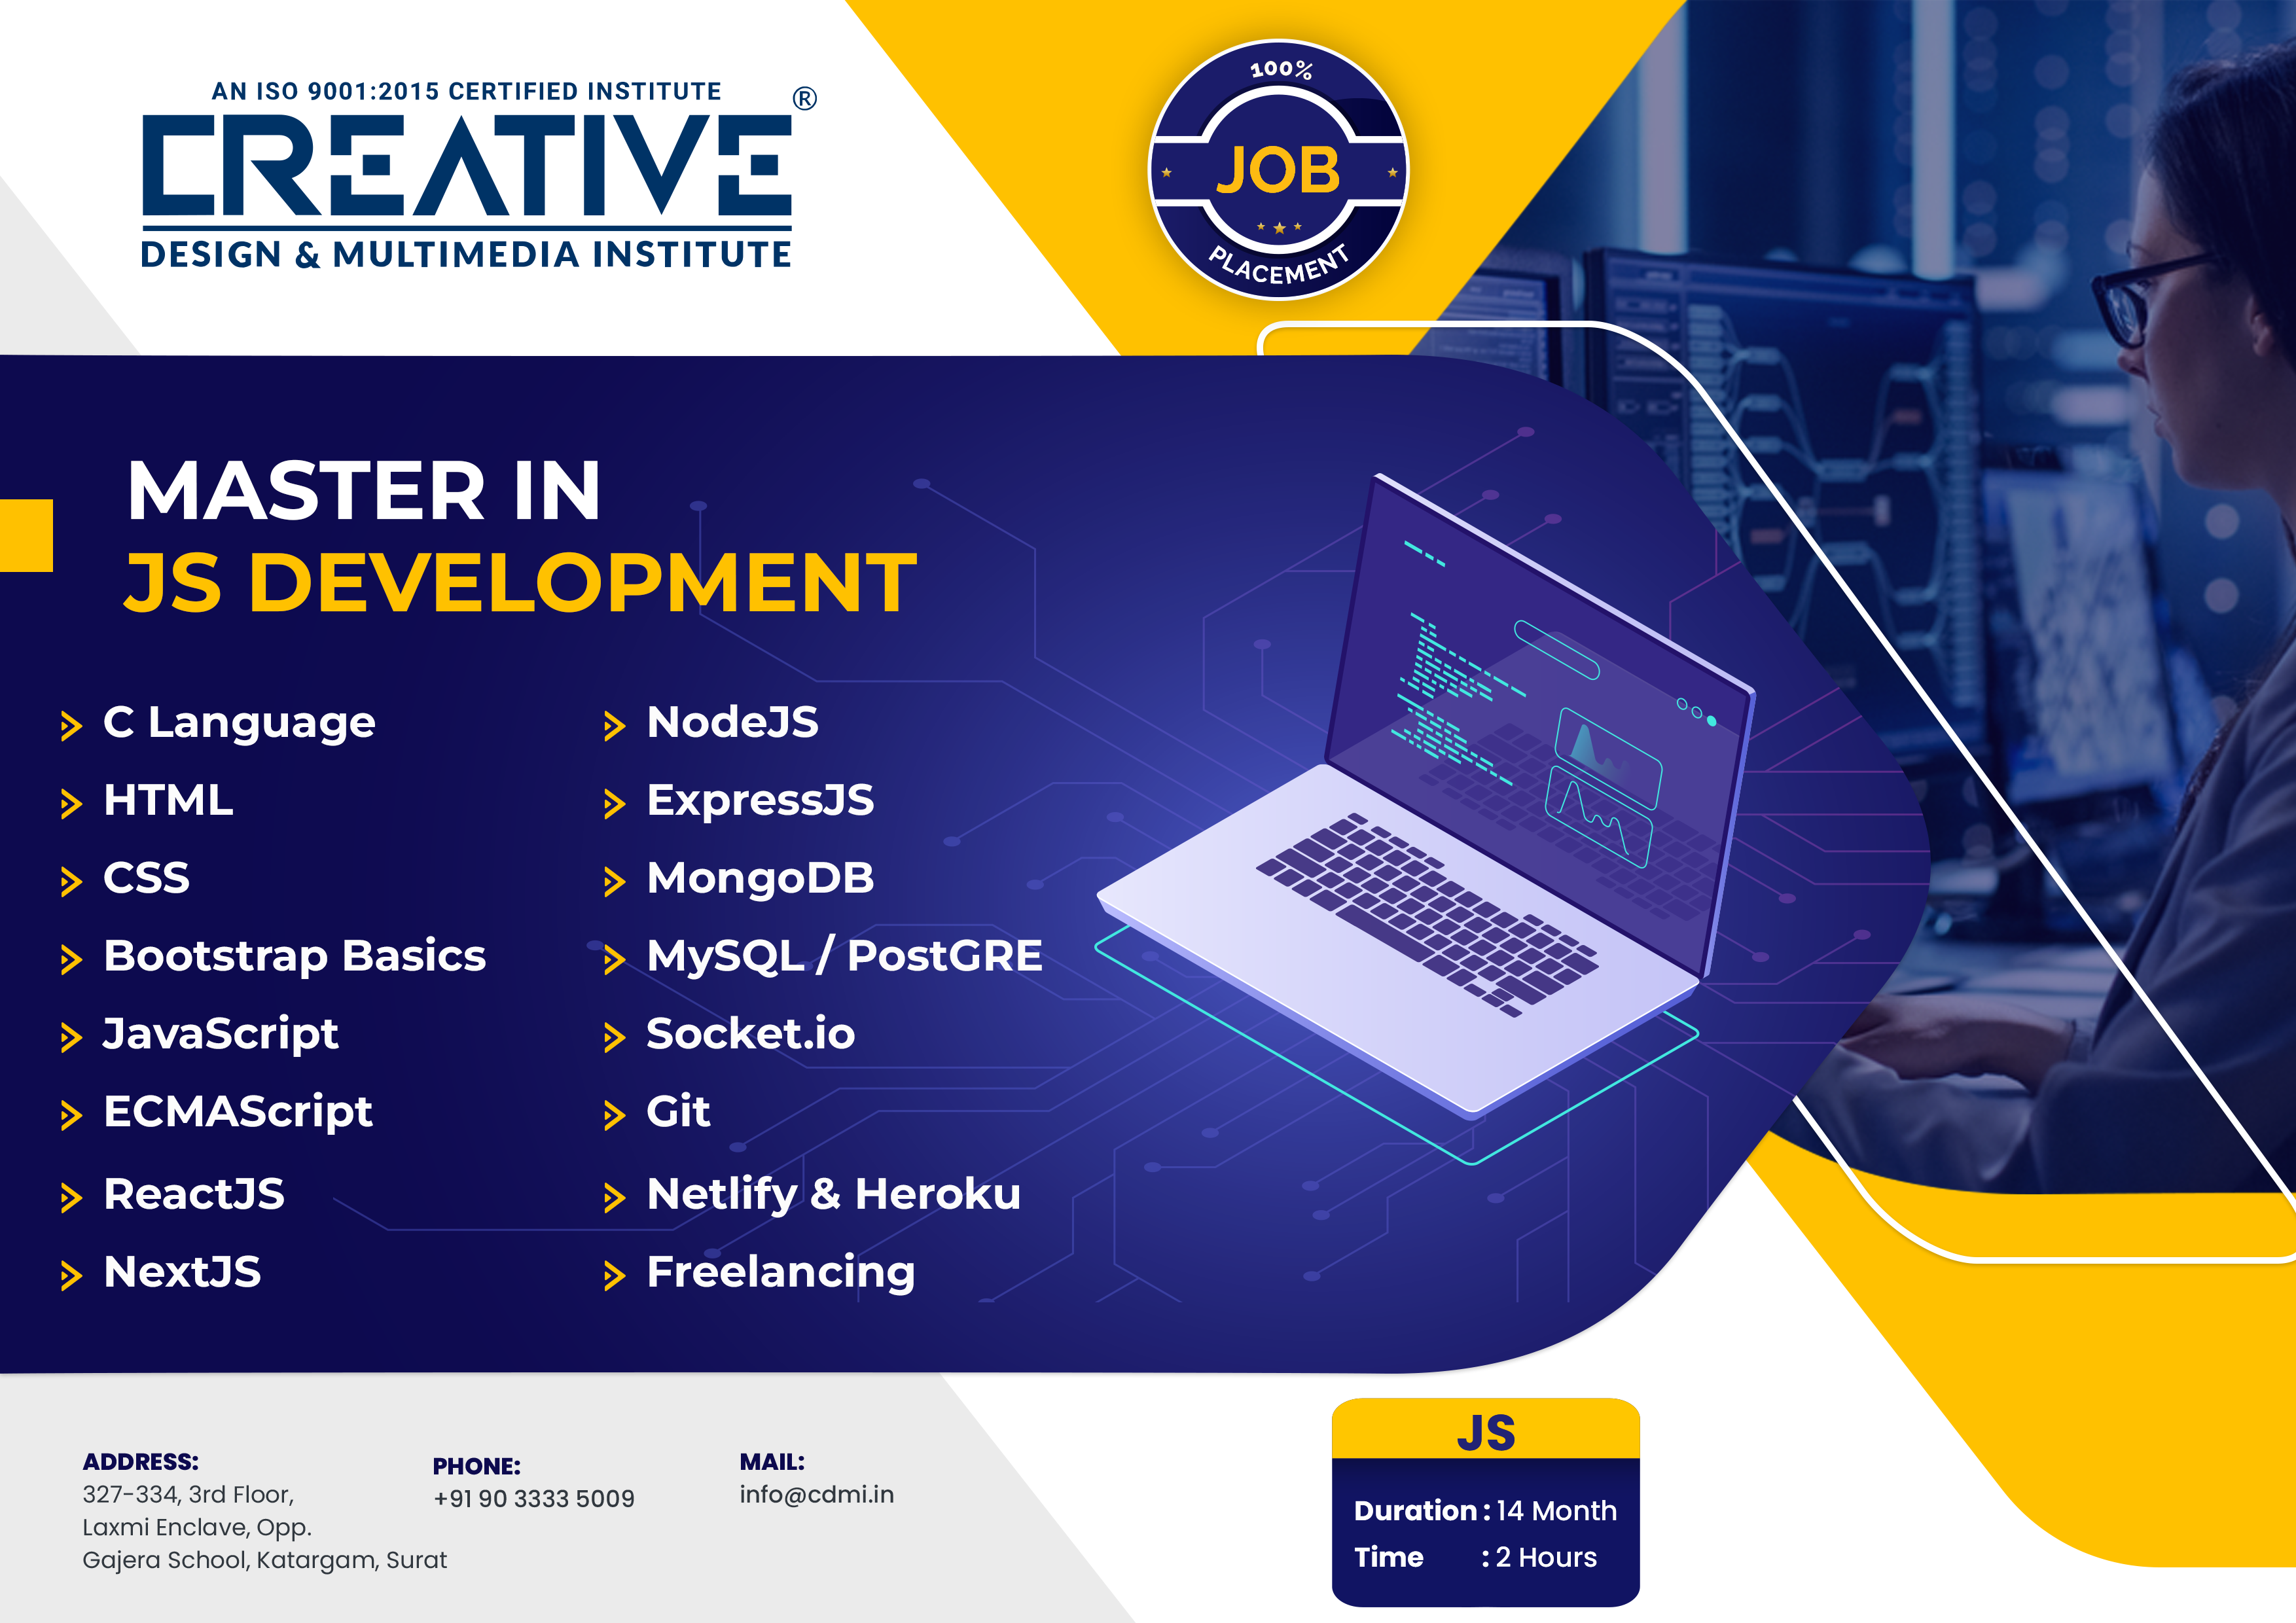 AN ISO 9001:2015 CERTIFIED INSTITUTE
CREATIVE®
DESIGN & MULTIMEDIA INSTITUTE
100%
JOB
PLACEMENT
MASTER IN
JS DEVELOPMENT
C Language
HTML
CSS
Bootstrap Basics
JavaScript
ECMAScript
ReactJS
NextJS
NodeJS
ExpressJS
MongoDB
MySQL / PostGRE
Socket.io
Git
Netlify & Heroku
Freelancing
ADDRESS:
327-334, 3rd Floor,
Laxmi Enclave, Opp.
Gajera School, Katargam, Surat
PHONE:
+91 90 3333 5009
MAIL:
info@cdmi.in
JS
Duration : 14 Month
Time : 2 Hours